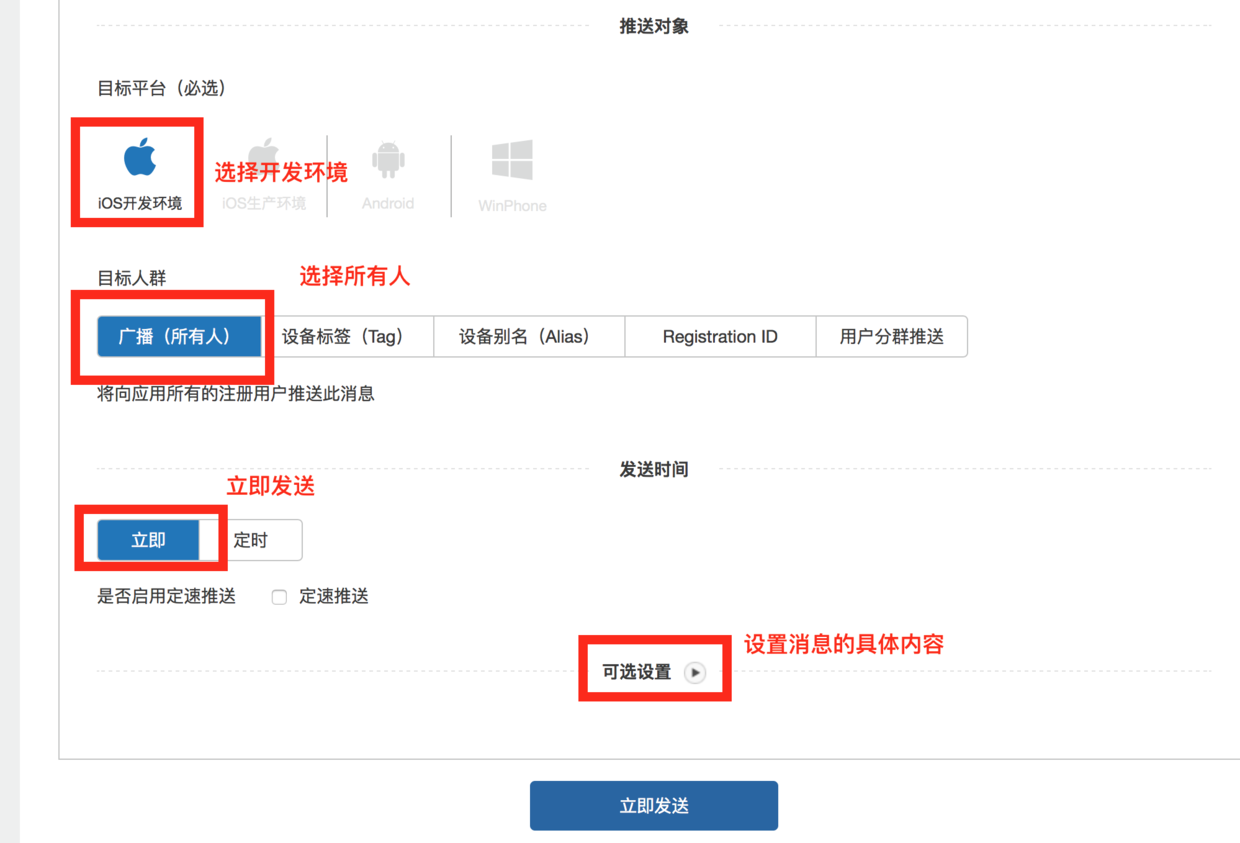 推送对象
目标平台（必选）
选择开发环境
iOS开发环境
iOS生产环境
Android
WinPhone
目标人群
选择所有人
广播（所有人）
设备标签（Tag）
设备别名（Alias）
Registration ID
用户分群推送
将向应用所有的注册用户推送此消息
发送时间
立即发送
立即
定时
是否启用定速推送
定速推送
设置消息的具体内容
可选设置
立即发送